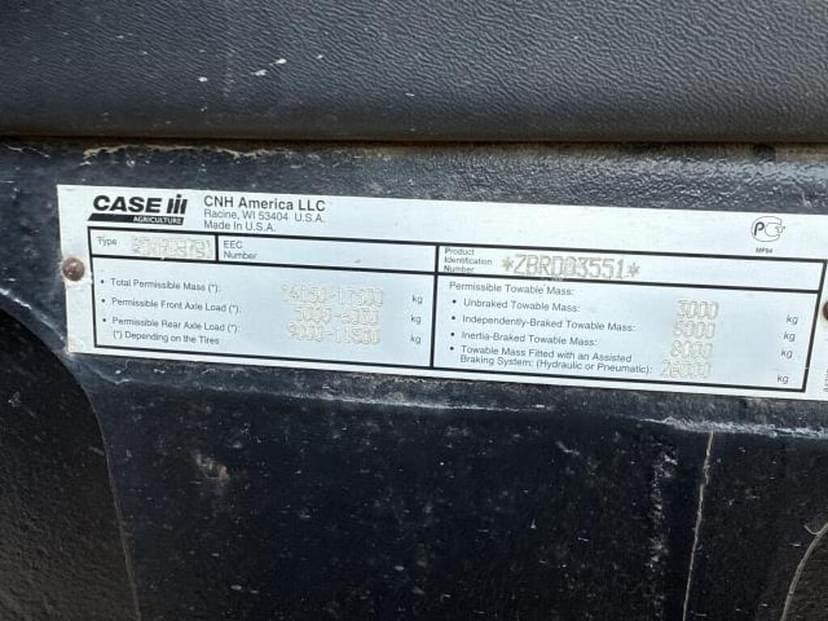 CASE IH
AGRICULTURE
CNH America LLC
Racine, WI 53404 U.S.A.
Made in U.S.A.
PC
MP94
Type
EEC
Number
Product
Identification
Number
*ZBRD03551*
• Total Permissible Mass (*): kg
• Permissible Front Axle Load (*): kg
• Permissible Rear Axle Load (*) kg
(*) Depending on the Tires
Permissible Towable Mass:
• Unbraked Towable Mass: 3000 kg
• Independently-Braked Towable Mass: 6000 kg
• Inertia-Braked Towable Mass: 8000 kg
• Towable Mass Fitted with an Assisted
Braking System: (Hydraulic or Pneumatic): kg